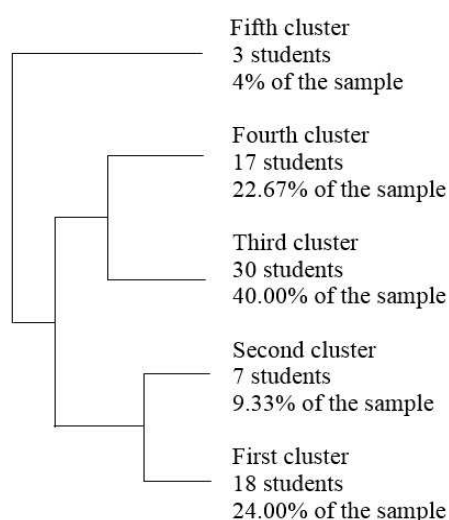 Fifth cluster
3 students
4% of the sample
Fourth cluster
17 students
22.67% of the sample
Third cluster
30 students
40.00% of the sample
Second cluster
7 students
9.33% of the sample
First cluster
18 students
24.00% of the sample